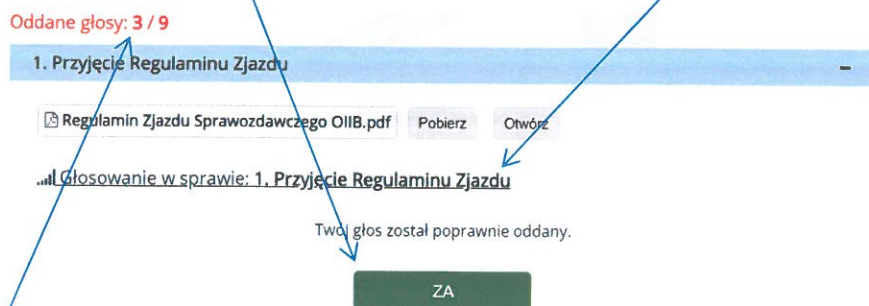 Oddane głosy: 3 / 9
1. Przyjęcie Regulaminu Zjazdu
Regulamin Zjazdu Sprawozdawczego OIIB.pdf Pobierz Otwórz
Głosowanie w sprawie: 1. Przyjęcie Regulaminu Zjazdu
Twój głos został poprawnie oddany.
ZA